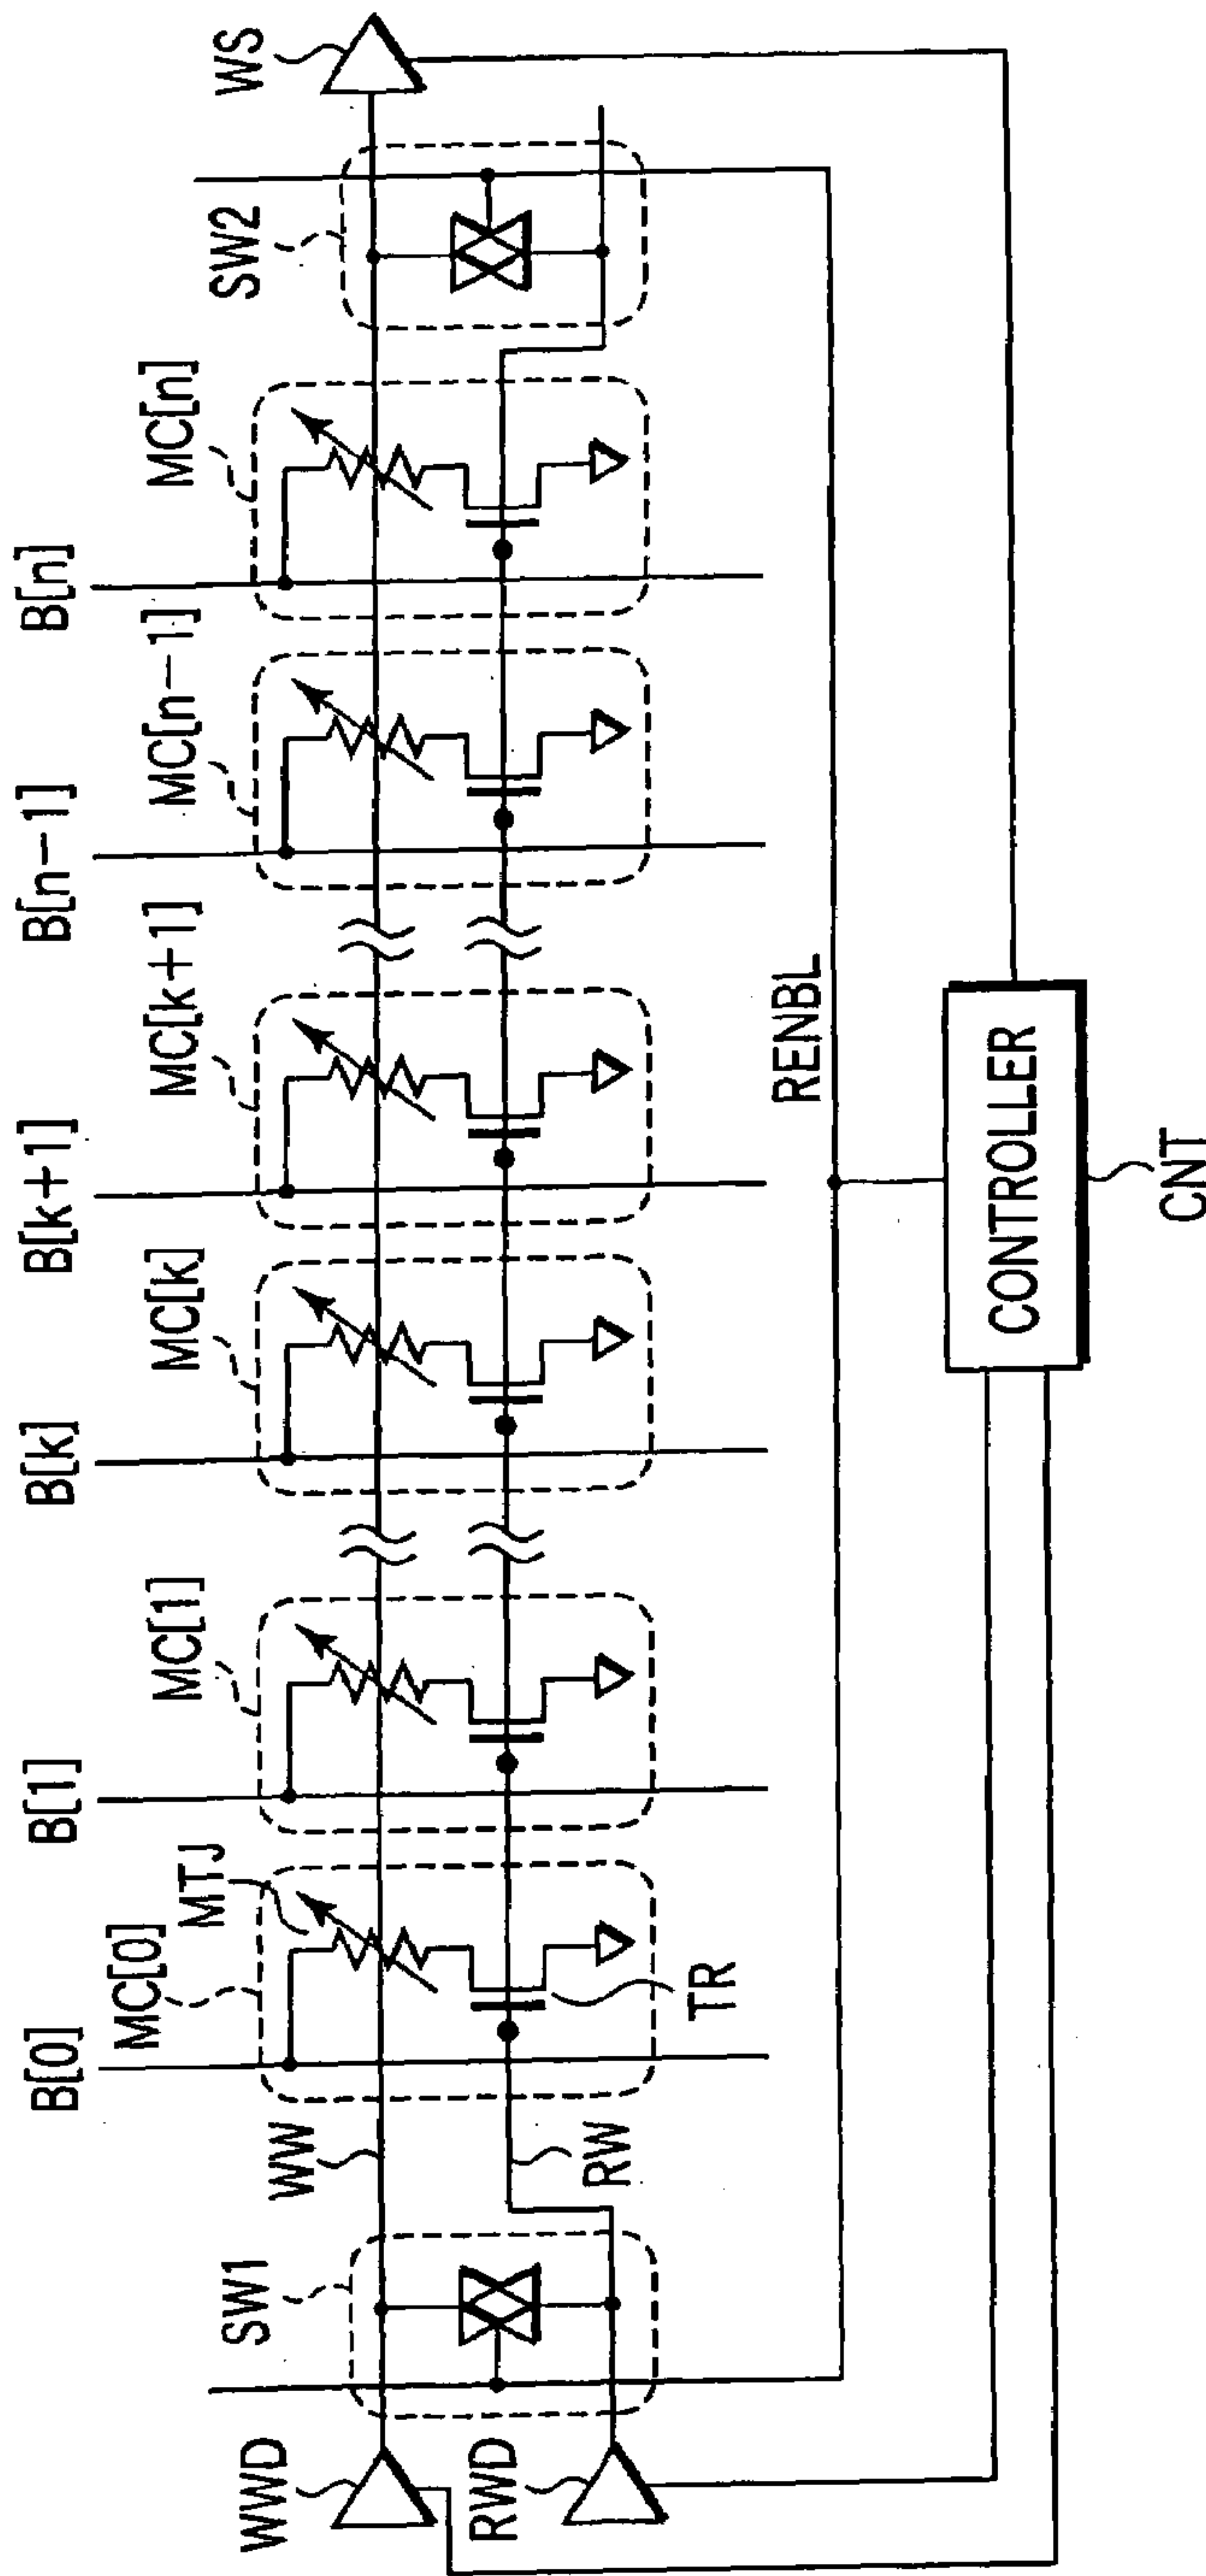 B[0]
B[1]
B[k]
B[k+1]
B[n-1]
B[n]
MC[0]
MTJ
MC[1]
MC[k]
MC[k+1]
MC[n-1]
MC[n]
SW1
WW
SW2
WS
WWD
RWD
RW
TR
RENBL
CONTROLLER
CNT